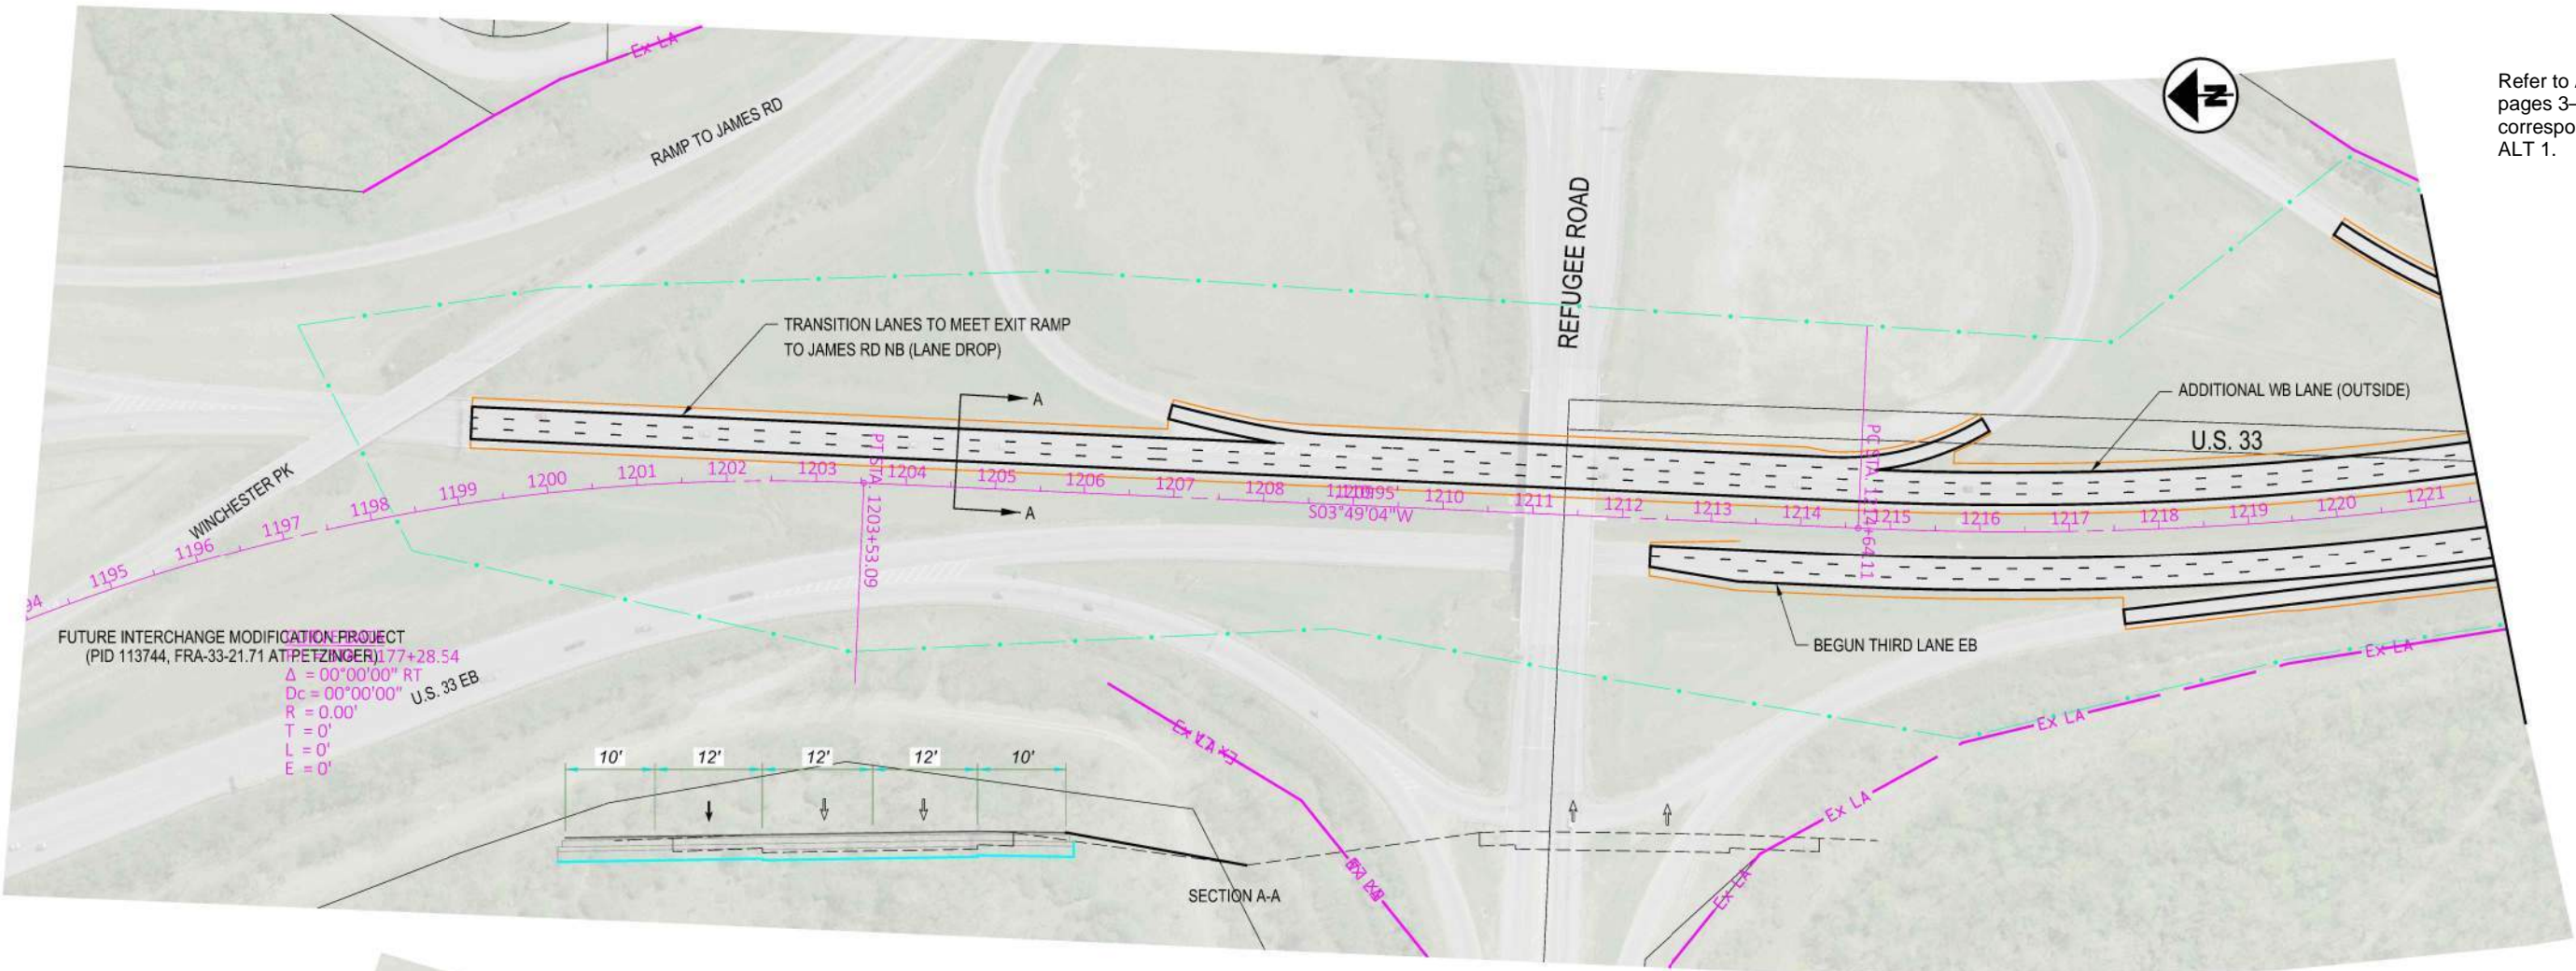 Ex LA
N
Refer to
pages 3–
correspo
ALT 1.
RAMP TO JAMES RD
REFUGEE ROAD
TRANSITION LANES TO MEET EXIT RAMP
TO JAMES RD NB (LANE DROP)
A
A
ADDITIONAL WB LANE (OUTSIDE)
U.S. 33
WINCHESTER PK
94
1195
1196
1197
1198
1199
1200
1201
1202
1203
1204
1205
1206
1207
1208
1210
1211
1212
1213
1214
1215
1216
1217
1218
1219
1220
1221
S03°49'04"W
PT STA. 1203+53.09
PC STA. 1214+64.11
BEGUN THIRD LANE EB
FUTURE INTERCHANGE MODIFICATION PROJECT
(PID 113744, FRA-33-21.71 AT PETZINGER)
177+28.54
Δ = 00°00'00" RT
Dc = 00°00'00"
R = 0.00'
T = 0'
L = 0'
E = 0'
U.S. 33 EB
10' 12' 12' 12' 10'
SECTION A-A
Ex LA
Ex LA
Ex LA
Ex LA
Ex LA